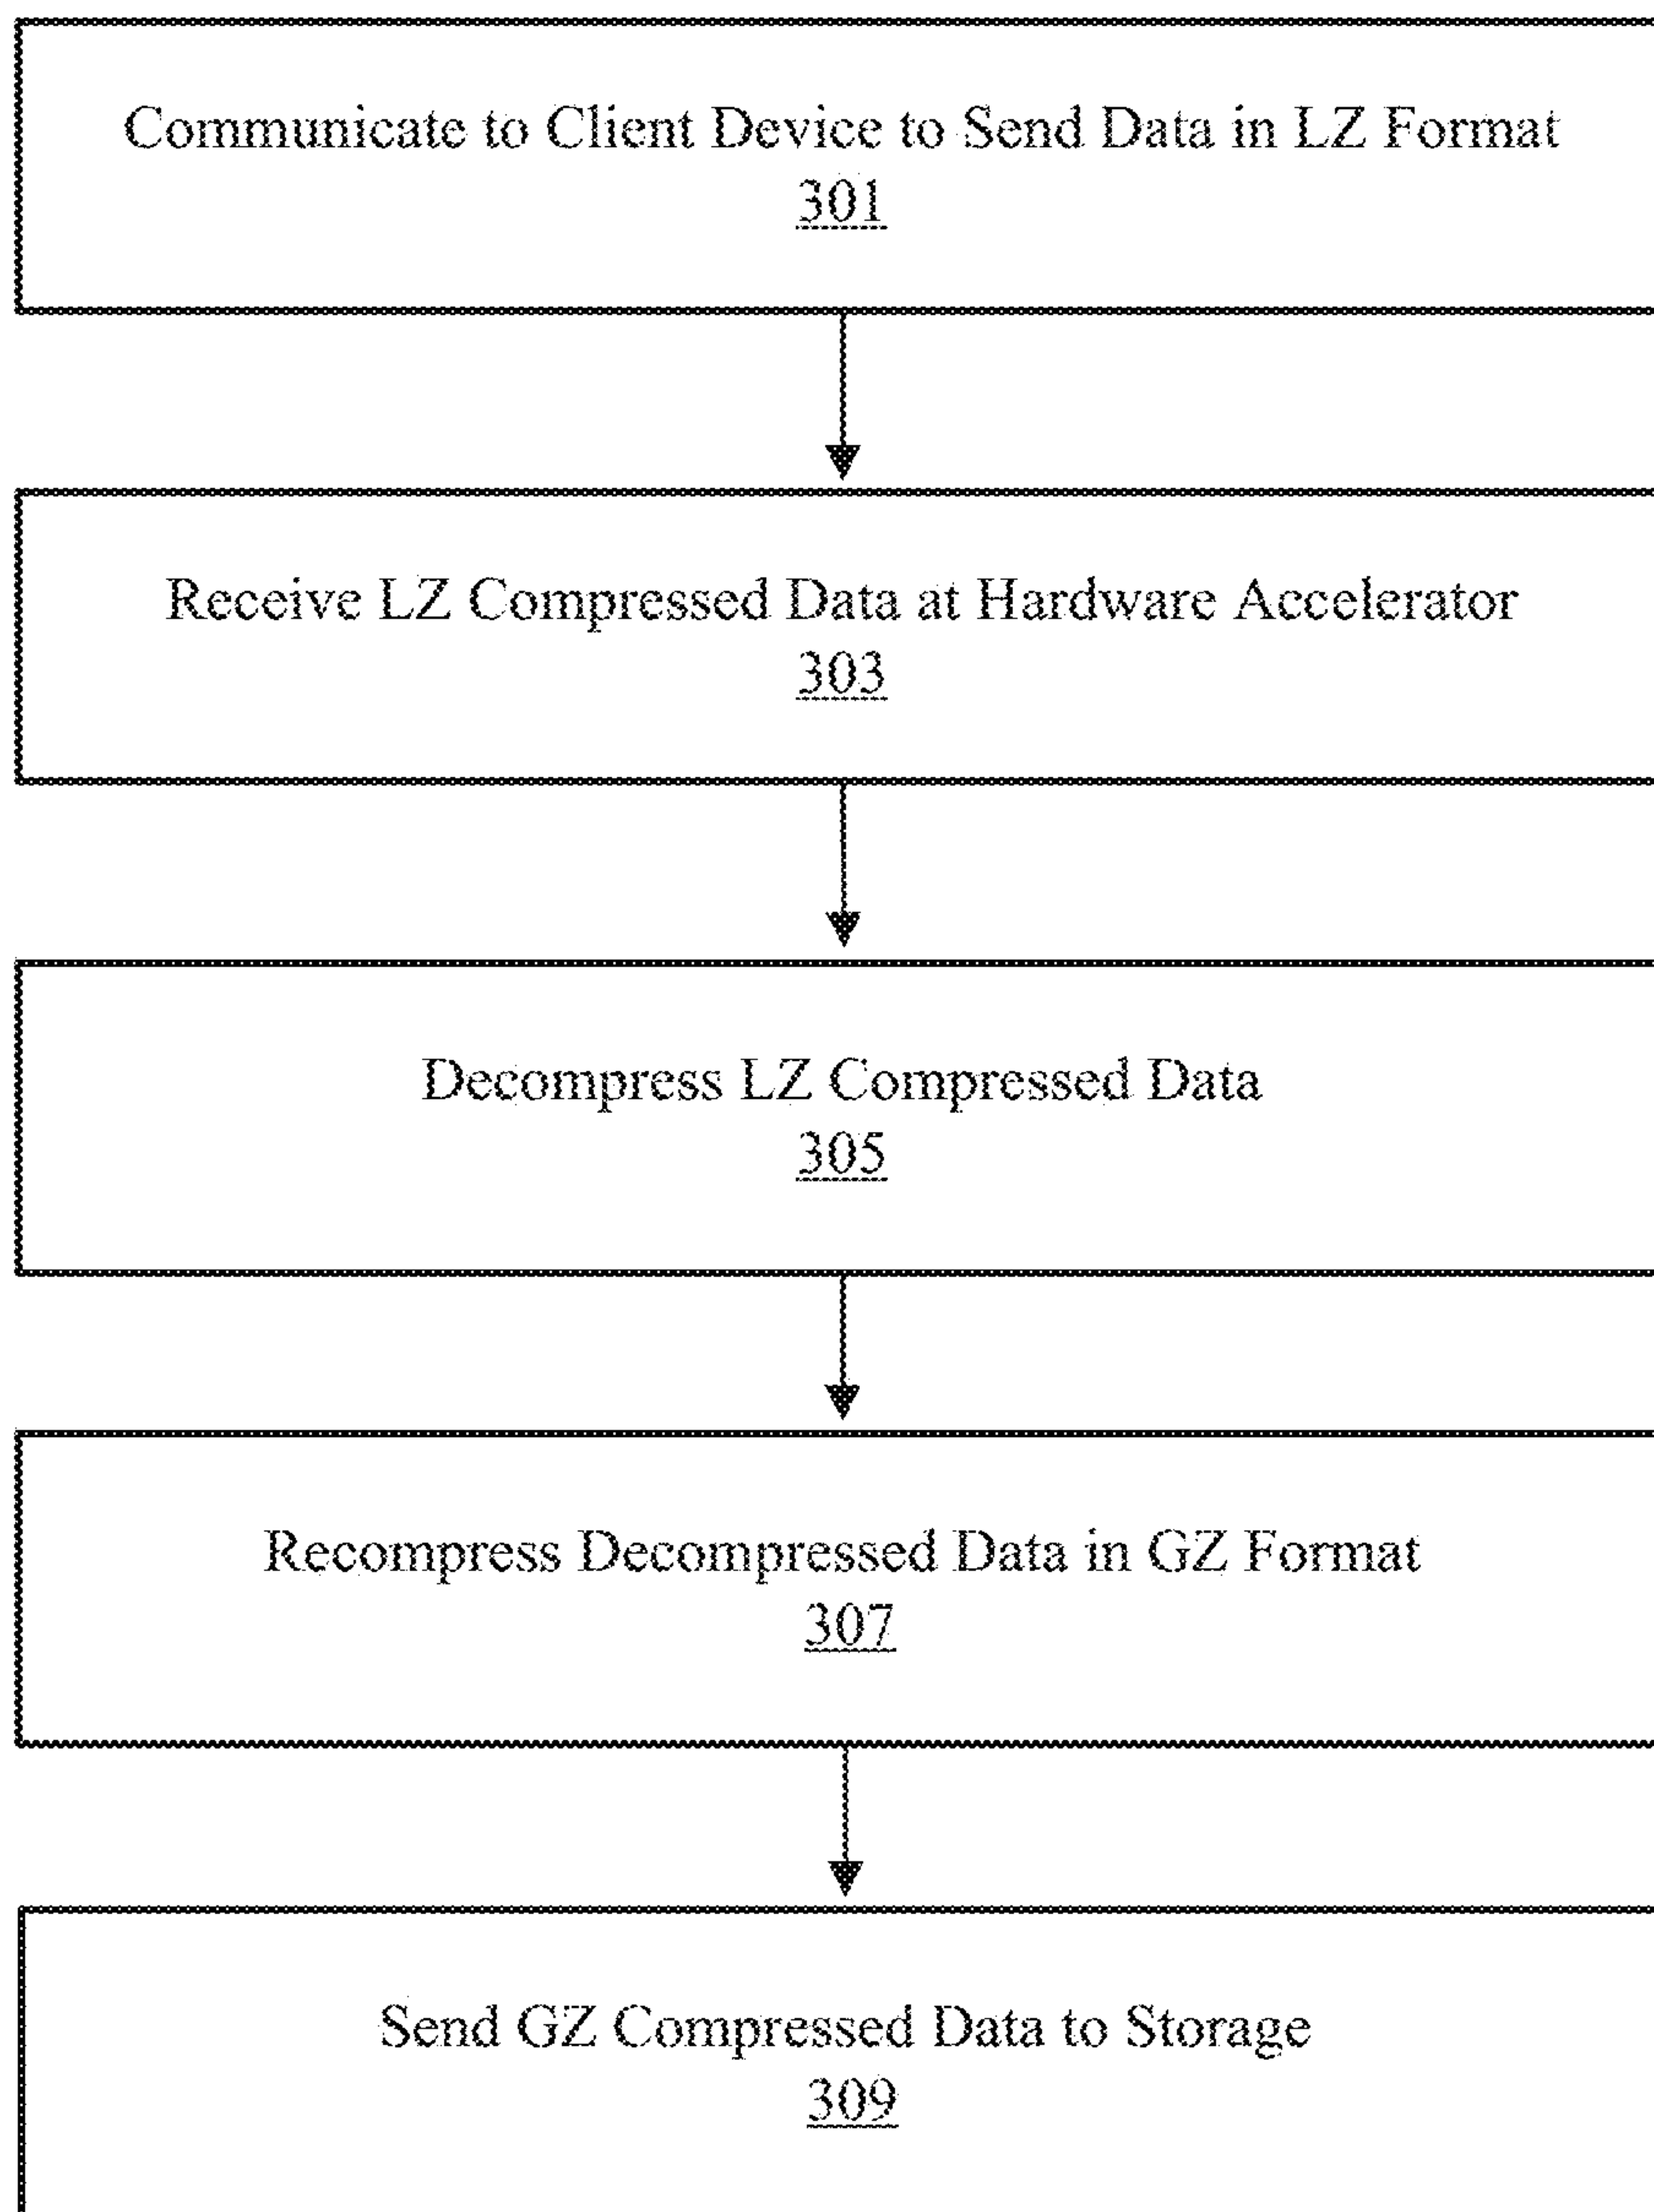 Communicate to Client Device to Send Data in LZ Format
301
Receive LZ Compressed Data at Hardware Accelerator
303
Decompress LZ Compressed Data
305
Recompress Decompressed Data in GZ Format
307
Send GZ Compressed Data to Storage
309